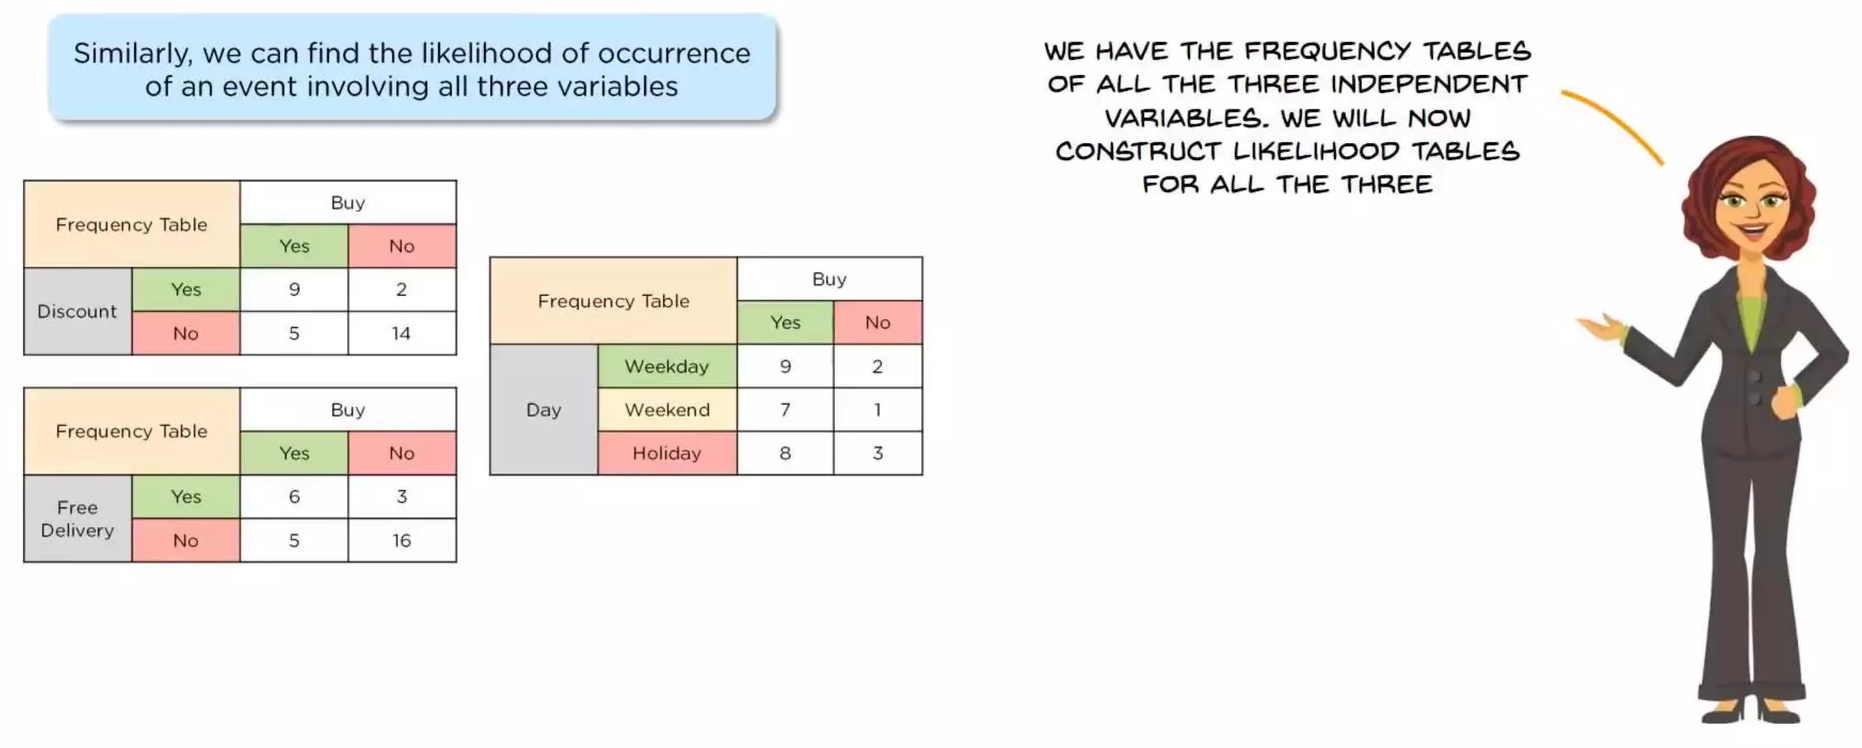 Similarly, we can find the likelihood of occurrence
of an event involving all three variables
WE HAVE THE FREQUENCY TABLES
OF ALL THE THREE INDEPENDENT
VARIABLES. WE WILL NOW
CONSTRUCT LIKELIHOOD TABLES
FOR ALL THE THREE
Frequency Table
Buy
Yes No
Discount
Yes 9 2
No 5 14
Frequency Table
Buy
Yes No
Free
Delivery
Yes 6 3
No 5 16
Frequency Table
Buy
Yes No
Day
Weekday 9 2
Weekend 7 1
Holiday 8 3